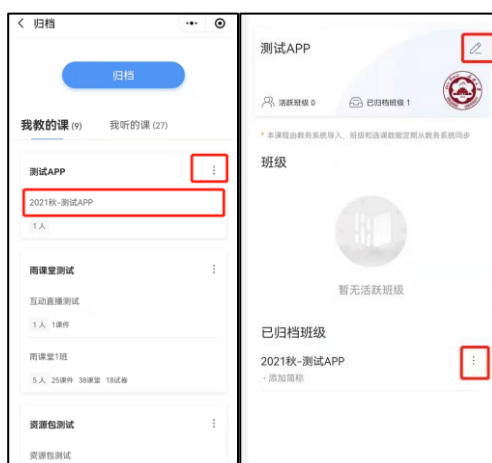 归档
归档
我教的课 (9) 我听的课 (27)
测试APP
2021秋-测试APP
1人
雨课堂测试
互动直播测试
1人 1课件
雨课堂1班
5人 25课件 38课堂 18试卷
资源包测试
资源包测试
测试APP
活跃班级 0 已归档班级 1
* 本课程由教务系统导入，班级和选课数据定期从教务系统同步
班级
暂无活跃班级
已归档班级
2021秋-测试APP
+添加简称